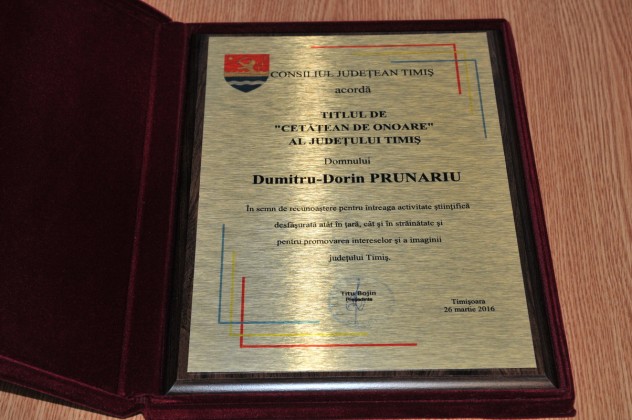 CONSILIUL JUDEȚEAN TIMIȘ
acordă
TITLUL DE
"CETĂȚEAN DE ONOARE"
AL JUDEȚULUI TIMIȘ
Domnului
Dumitru-Dorin PRUNARIU
În semn de recunoaștere pentru întreaga activitate științifică
desfășurată atât în țară, cât și în străinătate și
pentru promovarea intereselor și a imaginii
județului Timiș.
Titu Bojin
Președinte
Timișoara
26 martie 2016